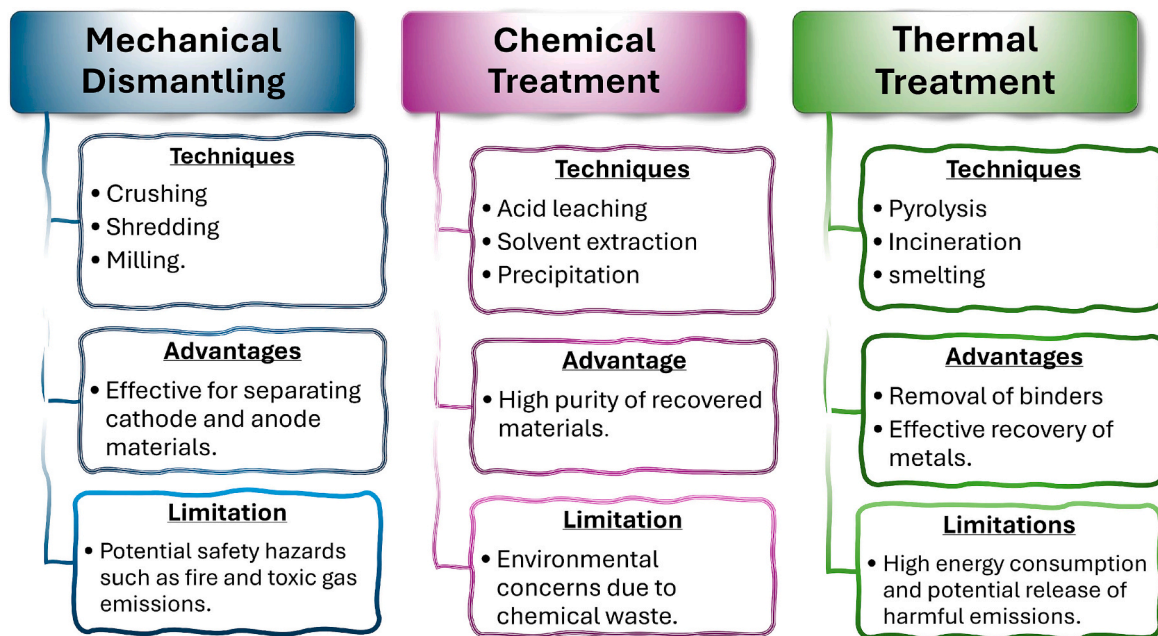 Mechanical
Dismantling
Techniques
• Crushing
• Shredding
• Milling.
Advantages
• Effective for separating
cathode and anode
materials.
Limitation
• Potential safety hazards
such as fire and toxic gas
emissions.
Chemical
Treatment
Techniques
• Acid leaching
• Solvent extraction
• Precipitation
Advantage
• High purity of recovered
materials.
Limitation
• Environmental
concerns due to
chemical waste.
Thermal
Treatment
Techniques
• Pyrolysis
• Incineration
• smelting
Advantages
• Removal of binders
• Effective recovery of
metals.
Limitations
• High energy consumption
and potential release of
harmful emissions.